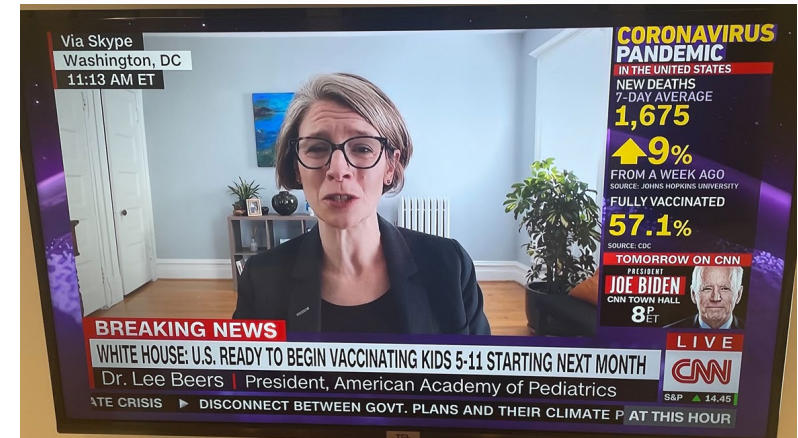 Via Skype
Washington, DC
11:13 AM ET
CORONAVIRUS
PANDEMIC
IN THE UNITED STATES
NEW DEATHS
7-DAY AVERAGE
1,675
9%
FROM A WEEK AGO
SOURCE: JOHNS HOPKINS UNIVERSITY
FULLY VACCINATED
57.1%
SOURCE: CDC
TOMORROW ON CNN
PRESIDENT
JOE BIDEN
CNN TOWN HALL
8P ET
BREAKING NEWS
WHITE HOUSE: U.S. READY TO BEGIN VACCINATING KIDS 5-11 STARTING NEXT MONTH
Dr. Lee Beers | President, American Academy of Pediatrics
LIVE
CNN
S&P ▲ 14.45
ATE CRISIS ▶ DISCONNECT BETWEEN GOVT. PLANS AND THEIR CLIMATE P
AT THIS HOUR
TCL